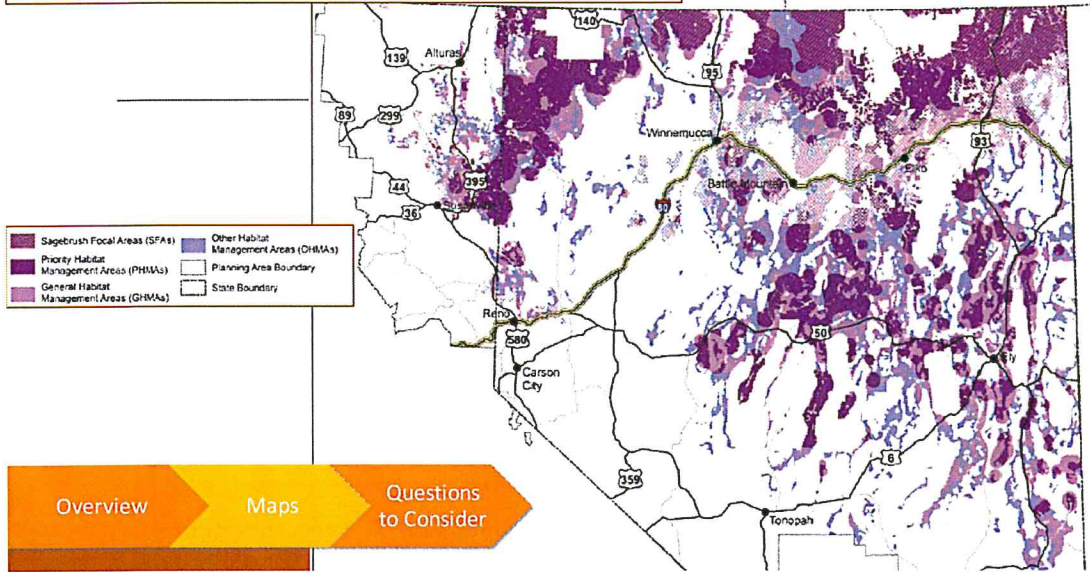 140
139
Alturas
95
89
299
Winnemucca
93
Elko
Battle Mountain
44
395
36
Susanville
80
Sagebrush Focal Areas (SFAs)
Priority Habitat
Management Areas (PHMAs)
General Habitat
Management Areas (GHMAs)
Other Habitat
Management Areas (OHMAs)
Planning Area Boundary
State Boundary
Reno
580
50
Ely
Carson
City
6
359
Tonopah
Overview
Maps
Questions
to Consider